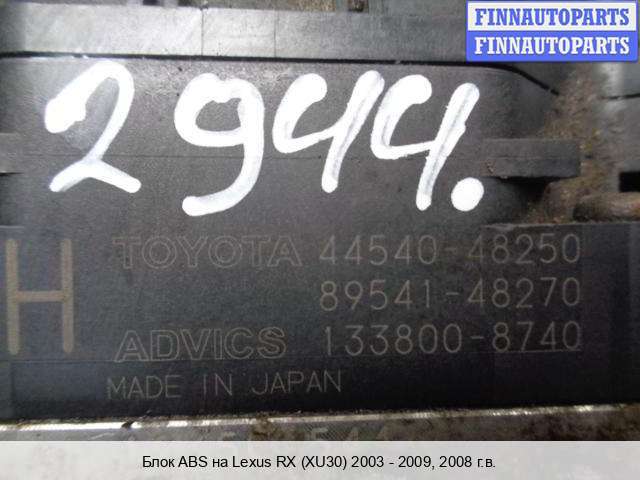 FINNAUTOPARTS
FINNAUTOPARTS
2944.
TOYOTA 44540-48250
89541-48270
H
ADVICS 133800-8740
MADE IN JAPAN
Блок ABS на Lexus RX (XU30) 2003 - 2009, 2008 г.в.